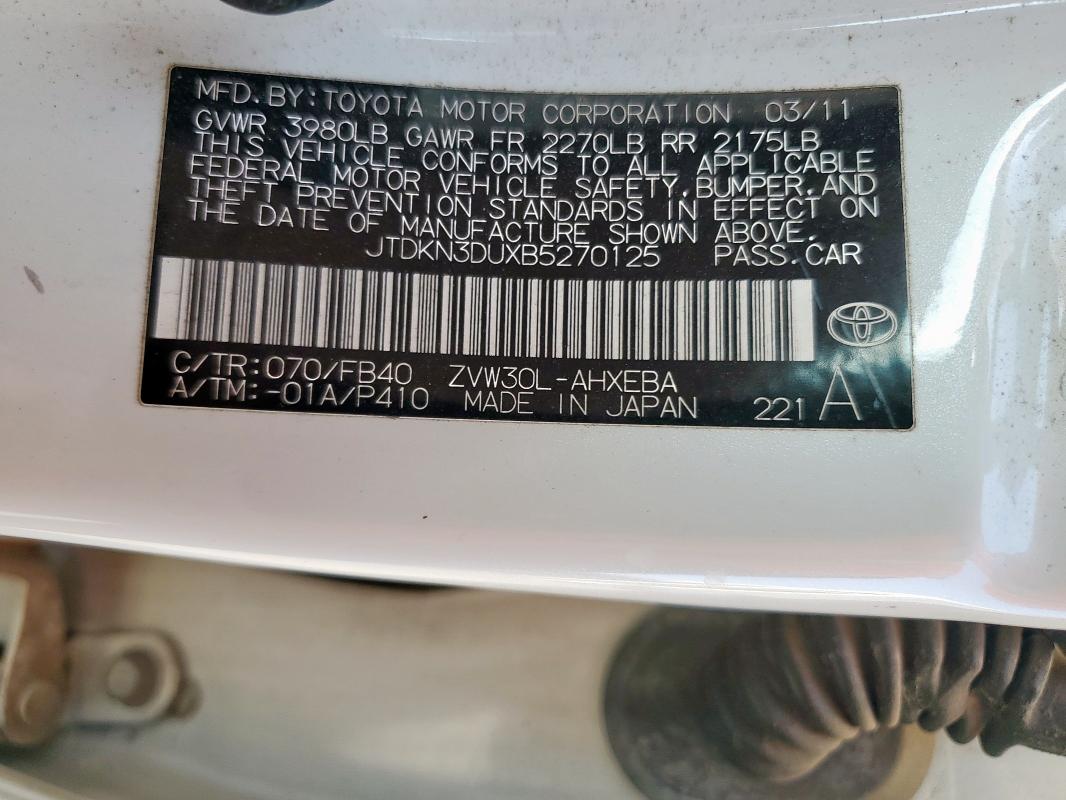 MFD. BY: TOYOTA MOTOR CORPORATION 03/11
GVWR 3980LB GAWR FR 2270LB RR 2175LB
THIS VEHICLE CONFORMS TO ALL APPLICABLE
FEDERAL MOTOR VEHICLE SAFETY, BUMPER, AND
THEFT PREVENTION STANDARDS IN EFFECT ON
THE DATE OF MANUFACTURE SHOWN ABOVE.
JTDKN3DUXB5270125 PASS. CAR
C/TR: 070/FB40 ZVW30L-AHXEBA
A/TM: -01A/P410 MADE IN JAPAN 221 A